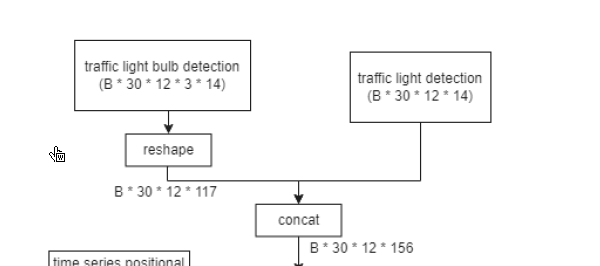 traffic light bulb detection
(B * 30 * 12 * 3 * 14)
traffic light detection
(B * 30 * 12 * 14)
reshape
B * 30 * 12 * 117
concat
B * 30 * 12 * 156
time series positional